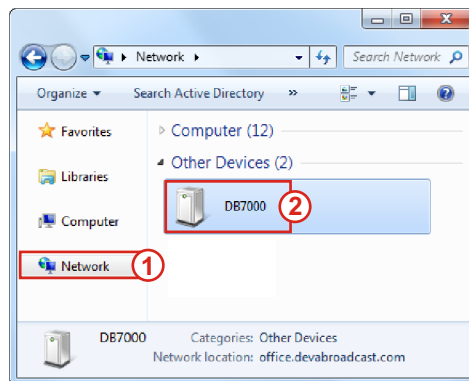 Network
Search Network
Organize
Search Active Directory
»
Favorites
Libraries
Computer
Network
1
Computer (12)
Other Devices (2)
DB7000
2
DB7000
Categories: Other Devices
Network location: office.devabroadcast.com